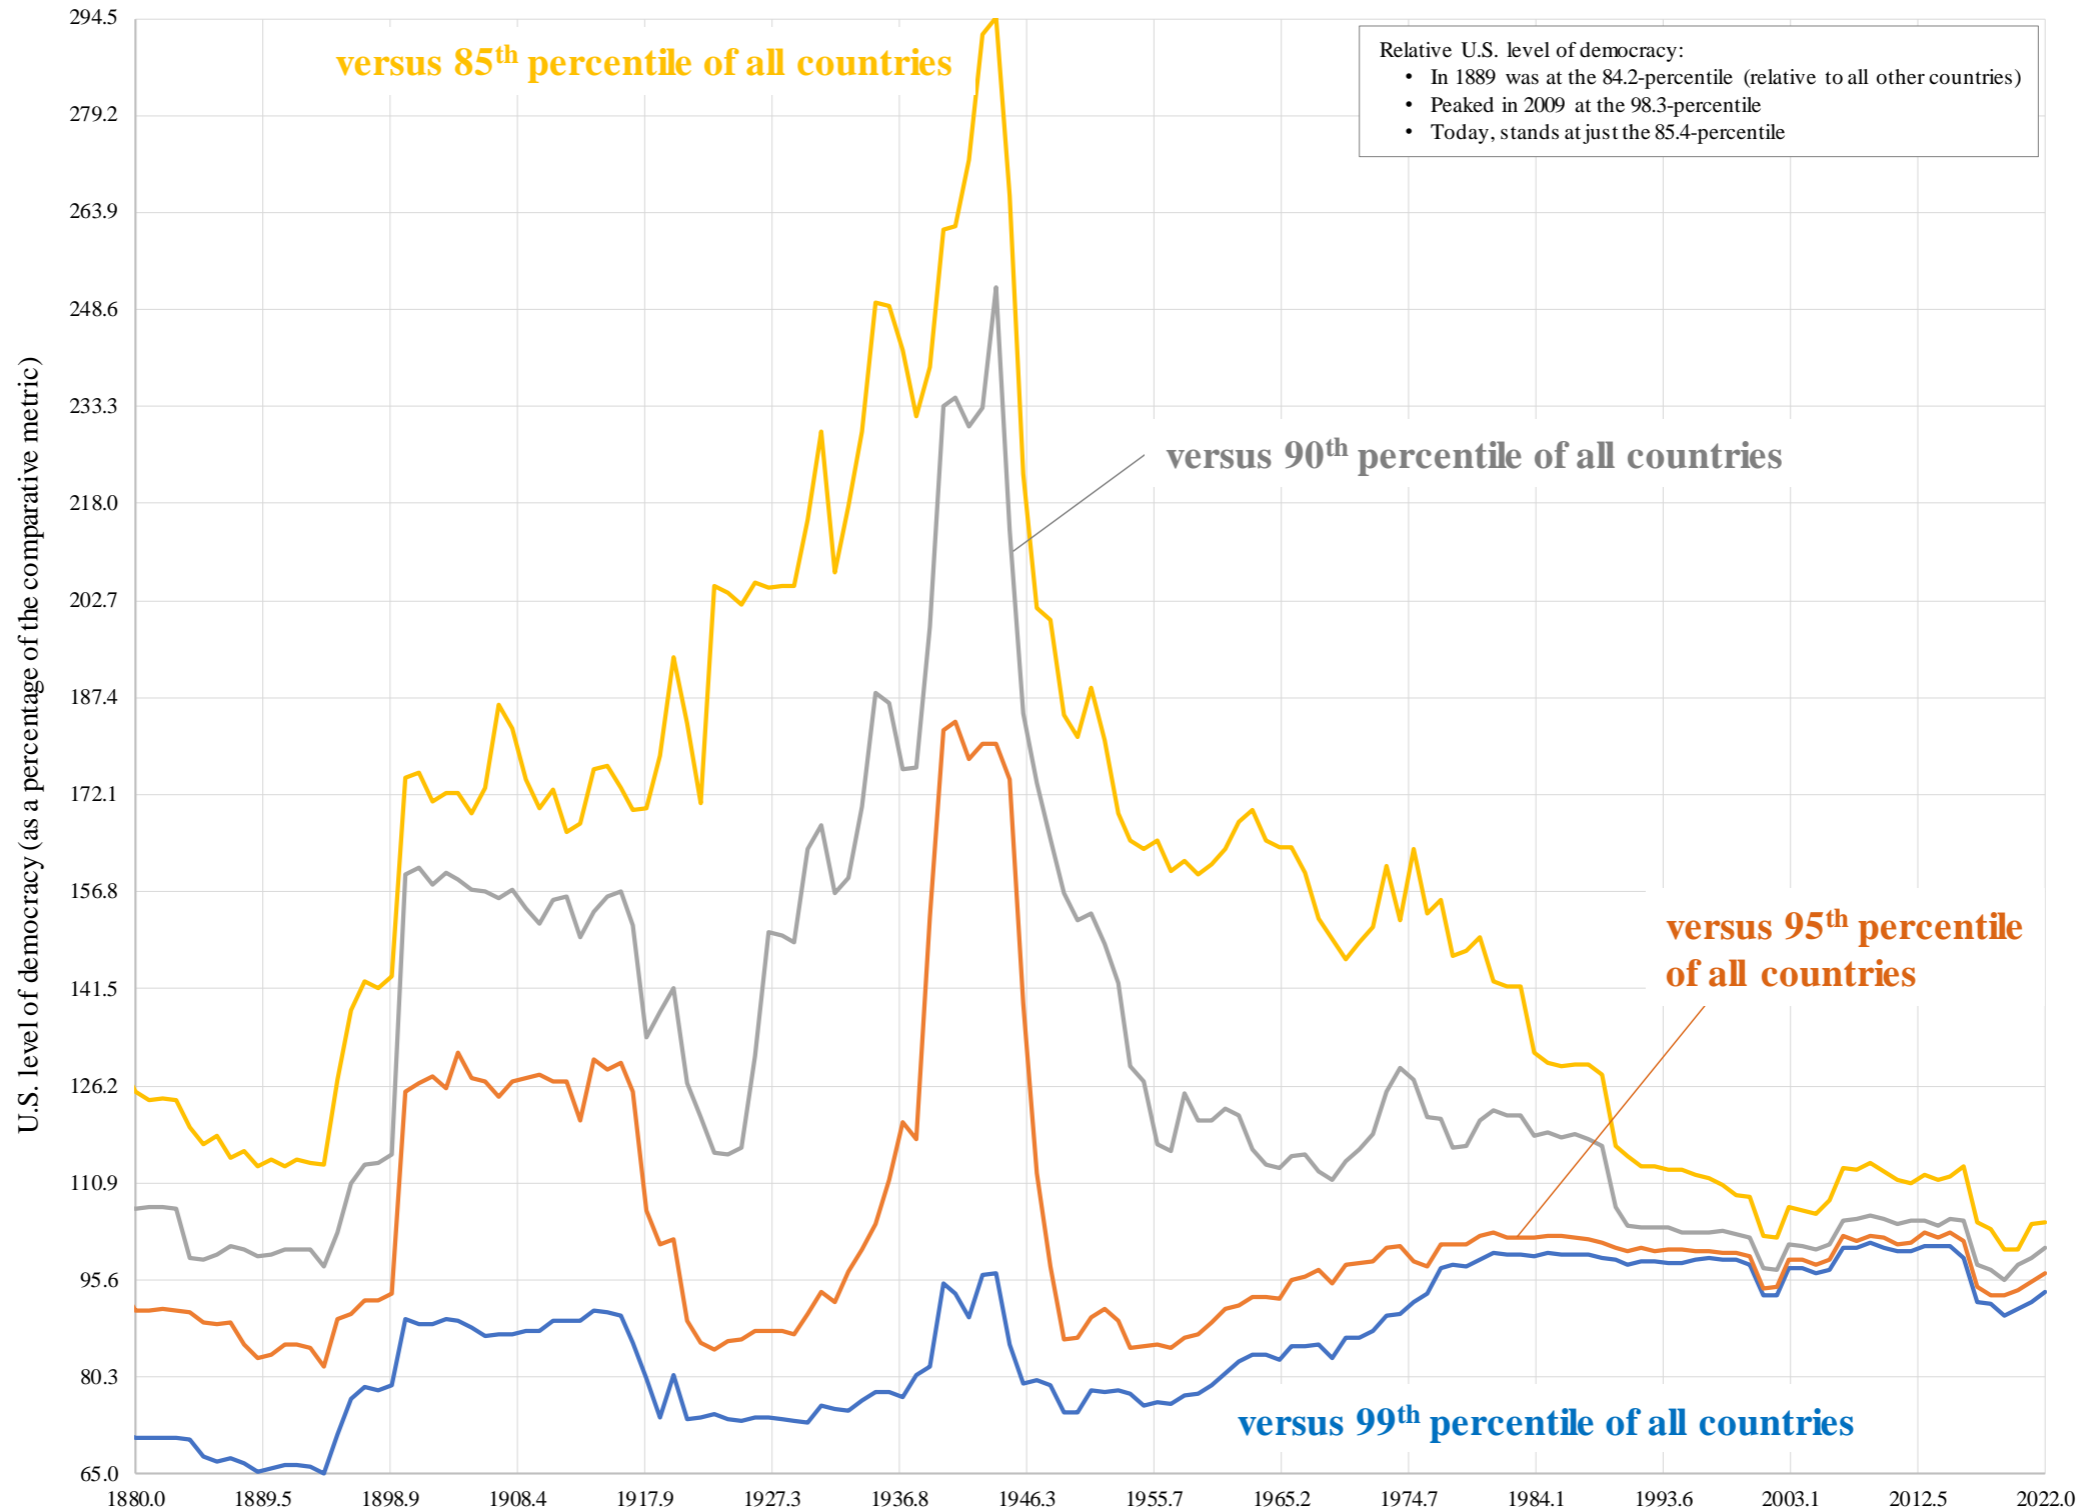 294.5
279.2
263.9
248.6
233.3
218.0
202.7
187.4
172.1
156.8
141.5
126.2
110.9
95.6
80.3
65.0
U.S. level of democracy (as a percentage of the comparative metric)
versus 85th percentile of all countries
Relative U.S. level of democracy:
• In 1889 was at the 84.2-percentile (relative to all other countries)
• Peaked in 2009 at the 98.3-percentile
• Today, stands at just the 85.4-percentile
versus 90th percentile of all countries
versus 95th percentile
of all countries
versus 99th percentile of all countries
1880.0 1889.5 1898.9 1908.4 1917.9 1927.3 1936.8 1946.3 1955.7 1965.2 1974.7 1984.1 1993.6 2003.1 2012.5 2022.0